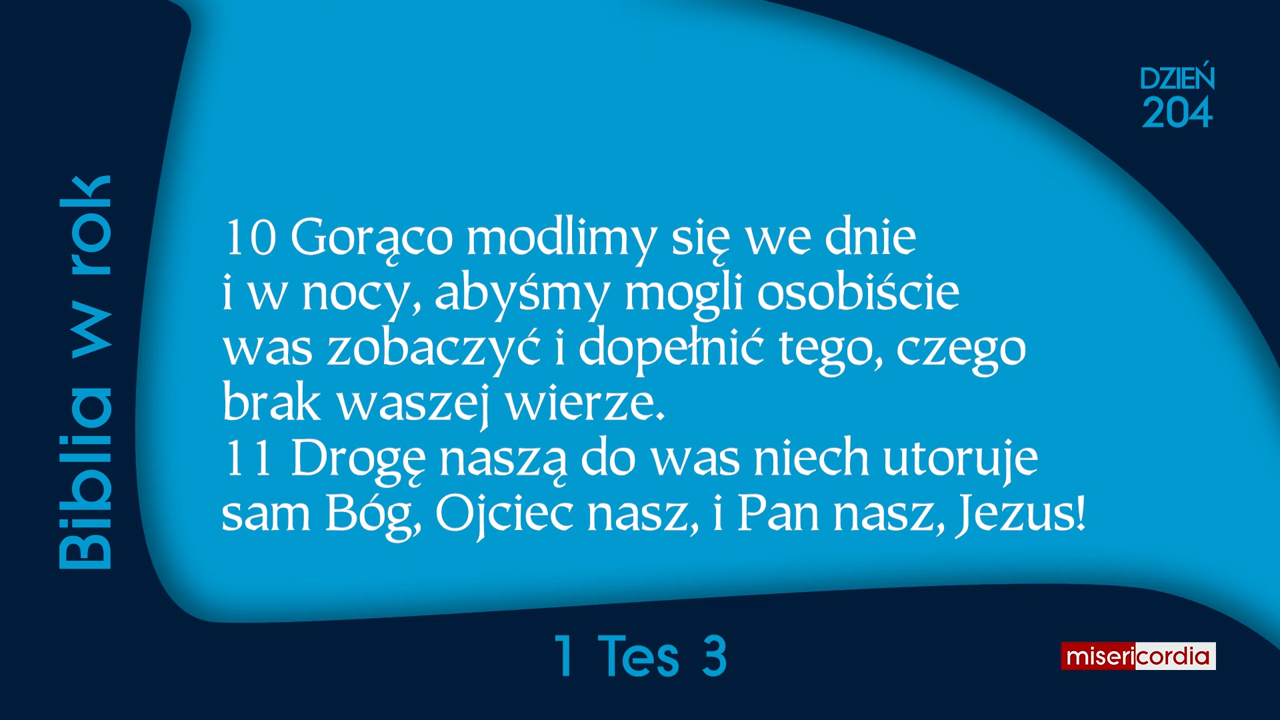 DZIEŃ
204
Biblia w rok
10 Gorąco modlimy się we dnie
i w nocy, abyśmy mogli osobiście
was zobaczyć i dopełnić tego, czego
brak waszej wierze.
11 Drogę naszą do was niech utoruje
sam Bóg, Ojciec nasz, i Pan nasz, Jezus!
1 Tes 3
misericordia